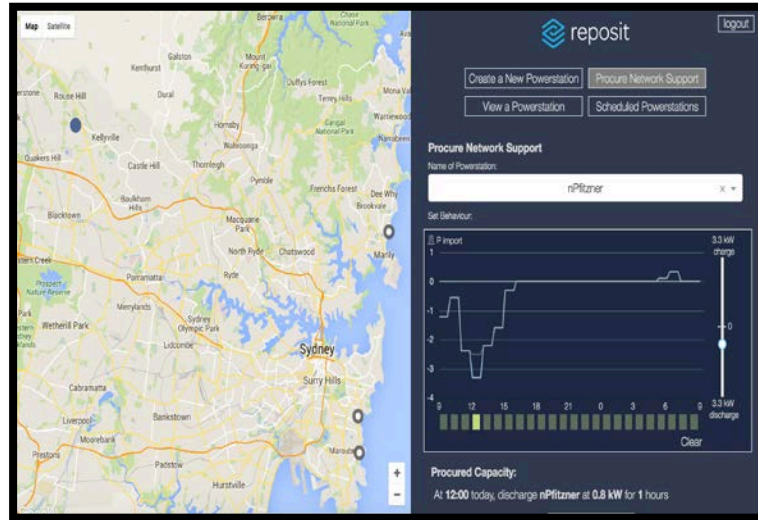 Map Satellite
Berowra
Chase
National Park
Galston
Mount
Kuring-gai
Kenthurst
Duffys Forest
Dural
Terrey Hills
Mona Va
Rouse Hill
Garigal
National Park
Warriewood
Hornsby
Narrabeen
Kellyville
Wahroonga
Quakers Hill
Castle Hill
Thornleigh
Pymble
Frenchs Forest
Dee Why
Baulkham
Hills
Brookvale
Blacktown
Macquarie
Park
North Ryde
Chatswood
Manly
Parramatta
Ryde
Prospect
Nature Reserve
Merrylands
Sydney
Olympic Park
Wetherill Park
Lidcombe
Sydney
Surry Hills
Cabramatta
Bankstown
Liverpool
Moorebank
Maroubra
Prestons
Padstow
Hurstville
+
−
reposit
logout
Create a New Powerstation
Procure Network Support
View a Powerstation
Scheduled Powerstations
Procure Network Support
Name of Powerstation:
nPfitzner x
Set Behaviour:
P import
3.3 kW
charge
1
0
-1
-2
-3
-4
0
3.3 kW
discharge
9 12 15 18 21 0 3 6 9
Clear
Procured Capacity:
At 12:00 today, discharge nPfitzner at 0.8 kW for 1 hours